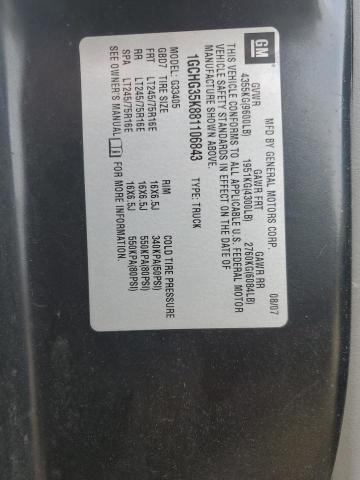 GM
MFD BY GENERAL MOTORS CORP. 08/07
GVWR GAWR FRT GAWR RR
4355KG(9600LB) 1951KG(4300LB) 2760KG(6084LB)
THIS VEHICLE CONFORMS TO ALL APPLICABLE U.S. FEDERAL MOTOR
VEHICLE SAFETY STANDARDS IN EFFECT ON THE DATE OF
MANUFACTURE SHOWN ABOVE.
1GCHG35K881106843 TYPE: TRUCK
MODEL: G33405
GBD7 TIRE SIZE RIM COLD TIRE PRESSURE
FRT LT245/75R16E 16X6.5J 340KPA(50PSI)
RR LT245/75R16E 16X6.5J 550KPA(80PSI)
SPA LT245/75R16E 16X6.5J 550KPA(80PSI)
SEE OWNER'S MANUAL FOR MORE INFORMATION.